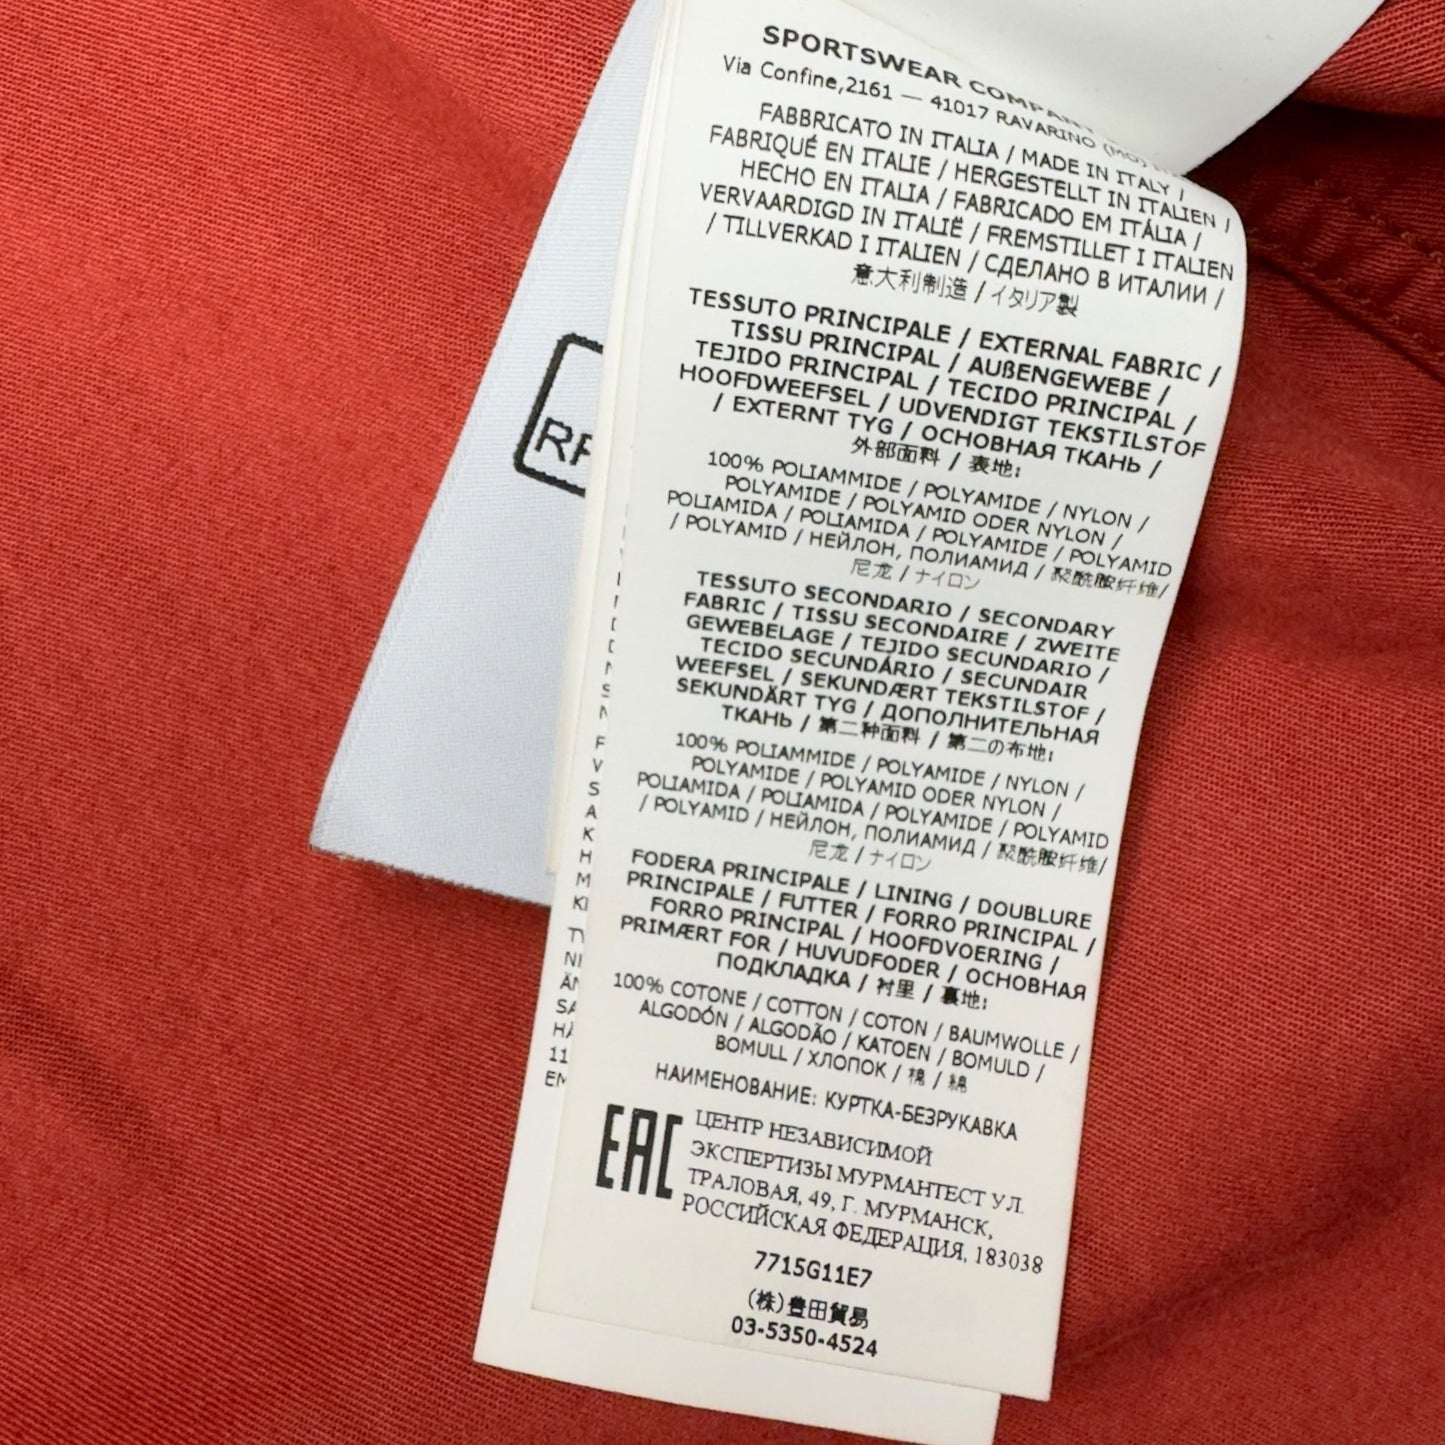 SPORTSWEAR COMPANY
Via Confine,2161 — 41017 RAVARINO (MO)
FABBRICATO IN ITALIA / MADE IN ITALY /
FABRIQUÉ EN ITALIE / HERGESTELLT IN ITALIEN /
HECHO EN ITALIA / FABRICADO EM ITÁLIA /
VERVAARDIGD IN ITALIË / FREMSTILLET I ITALIEN
/ TILLVERKAD I ITALIEN / СДЕЛАНО В ИТАЛИИ /
意大利制造 / イタリア製
TESSUTO PRINCIPALE / EXTERNAL FABRIC /
TISSU PRINCIPAL / AUßENGEWEBE /
TEJIDO PRINCIPAL / TECIDO PRINCIPAL /
HOOFDWEEFSEL / UDVENDIGT TEKSTILSTOF
/ EXTERNT TYG / ОСНОВНАЯ ТКАНЬ /
外部面料 / 表地:
100% POLIAMMIDE / POLYAMIDE / NYLON /
POLYAMIDE / POLYAMID ODER NYLON /
POLIAMIDA / POLIAMIDA / POLYAMIDE / POLYAMID
/ POLYAMID / НЕЙЛОН, ПОЛИАМИД / 聚酰胺纤维/
尼龙 / ナイロン
TESSUTO SECONDARIO / SECONDARY
FABRIC / TISSU SECONDAIRE / ZWEITE
GEWEBELAGE / TEJIDO SECUNDARIO /
TECIDO SECUNDÁRIO / SECUNDAIR
WEEFSEL / SEKUNDÆRT TEKSTILSTOF /
SEKUNDÄRT TYG / ДОПОЛНИТЕЛЬНАЯ
ТКАНЬ / 第二种面料 / 第二の布地:
100% POLIAMMIDE / POLYAMIDE / NYLON /
POLYAMIDE / POLYAMID ODER NYLON /
POLIAMIDA / POLIAMIDA / POLYAMIDE / POLYAMID
/ POLYAMID / НЕЙЛОН, ПОЛИАМИД / 聚酰胺纤维/
尼龙 / ナイロン
FODERA PRINCIPALE / LINING / DOUBLURE
PRINCIPALE / FUTTER / FORRO PRINCIPAL /
FORRO PRINCIPAL / HOOFDVOERING /
PRIMÆRT FOR / HUVUDFODER / ОСНОВНАЯ
ПОДКЛАДКА / 衬里 / 裏地:
100% COTONE / COTTON / COTON / BAUMWOLLE /
ALGODÓN / ALGODÃO / KATOEN / BOMULD /
BOMULL / ХЛОПОК / 棉 / 綿
НАИМЕНОВАНИЕ: КУРТКА-БЕЗРУКАВКА
EAC
ЦЕНТР НЕЗАВИСИМОЙ
ЭКСПЕРТИЗЫ МУРМАНТЕСТ УЛ.
ТРАЛОВАЯ, 49, Г. МУРМАНСК,
РОССИЙСКАЯ ФЕДЕРАЦИЯ, 183038
7715G11E7
(株)豊田貿易
03-5350-4524